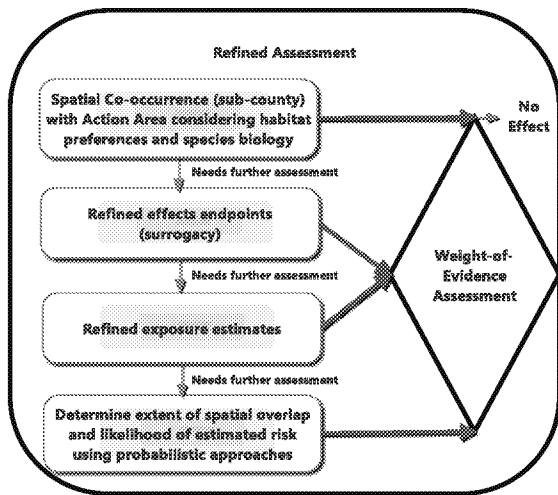 Refined Assessment
Spatial Co-occurrence (sub-county)
with Action Area considering habitat
preferences and species biology
No
Effect
Needs further assessment
Refined effects endpoints
(surrogacy)
Needs further assessment
Weight-of-
Evidence
Assessment
Refined exposure estimates
Needs further assessment
Determine extent of spatial overlap
and likelihood of estimated risk
using probabilistic approaches